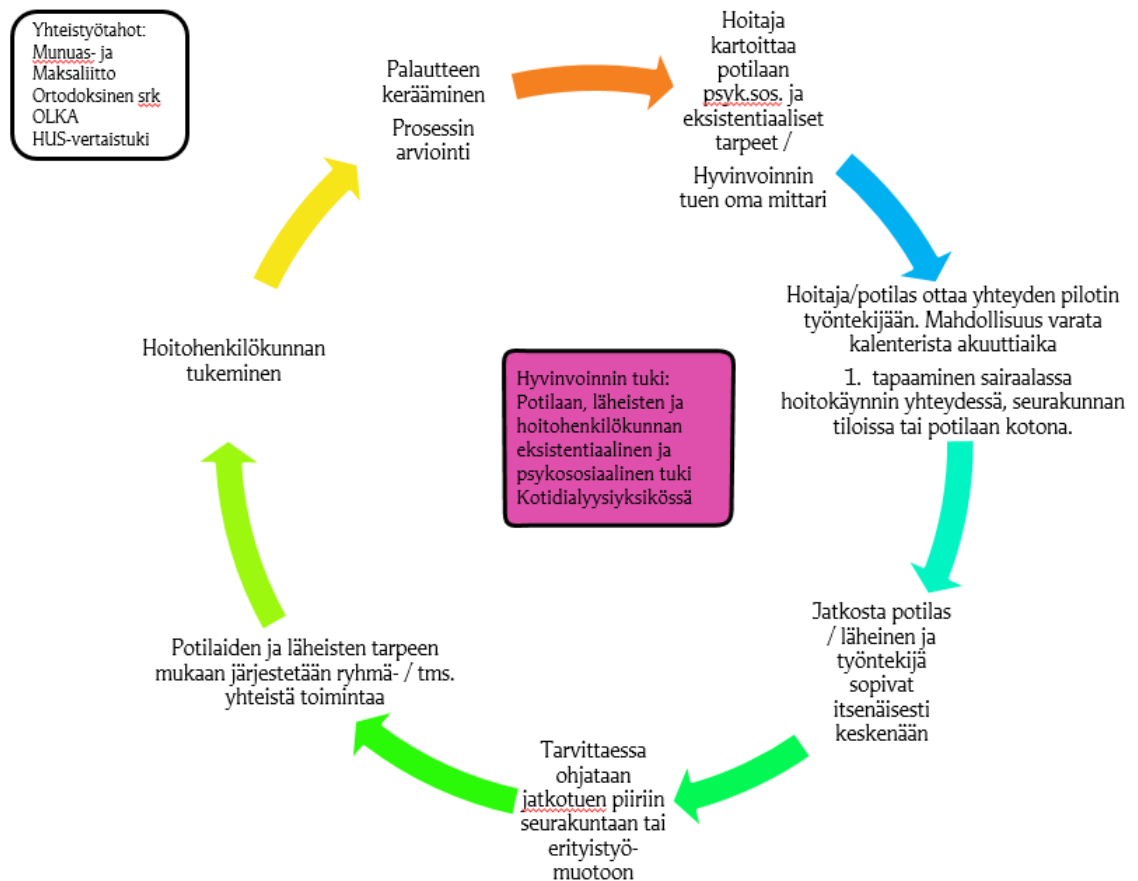 Yhteistyötahot:
Munuas- ja
Maksaliitto
Ortodoksinen srk
OLKA
HUS-vertaistuki
Palautteen
kerääminen
Prosessin
arviointi
Hoitaja
kartoittaa
potilaan
psyk.sos. ja
eksistentiaaliset
tarpeet /
Hyvinvoinnin
tuen oma mittari
Hoitaja/potilas ottaa yhteyden pilotin
työntekijään. Mahdollisuus varata
kalenterista akuuttiaika
1. tapaaminen sairaalassa
hoitokäynnin yhteydessä, seurakunnan
tiloissa tai potilaan kotona.
Jatkosta potilas
/ läheinen ja
työntekijä
sopivat
itsenäisesti
keskenään
Tarvittaessa
ohjataan
jatkotuen piiriin
seurakuntaan tai
erityistyö-
muotoon
Potilaiden ja läheisten tarpeen
mukaan järjestetään ryhmä- / tms.
yhteistä toimintaa
Hoitohenkilökunnan
tukeminen
Hyvinvoinnin tuki:
Potilaan, läheisten ja
hoitohenkilökunnan
eksistentiaalinen ja
psykososiaalinen tuki
Kotidialyysiyksikössä